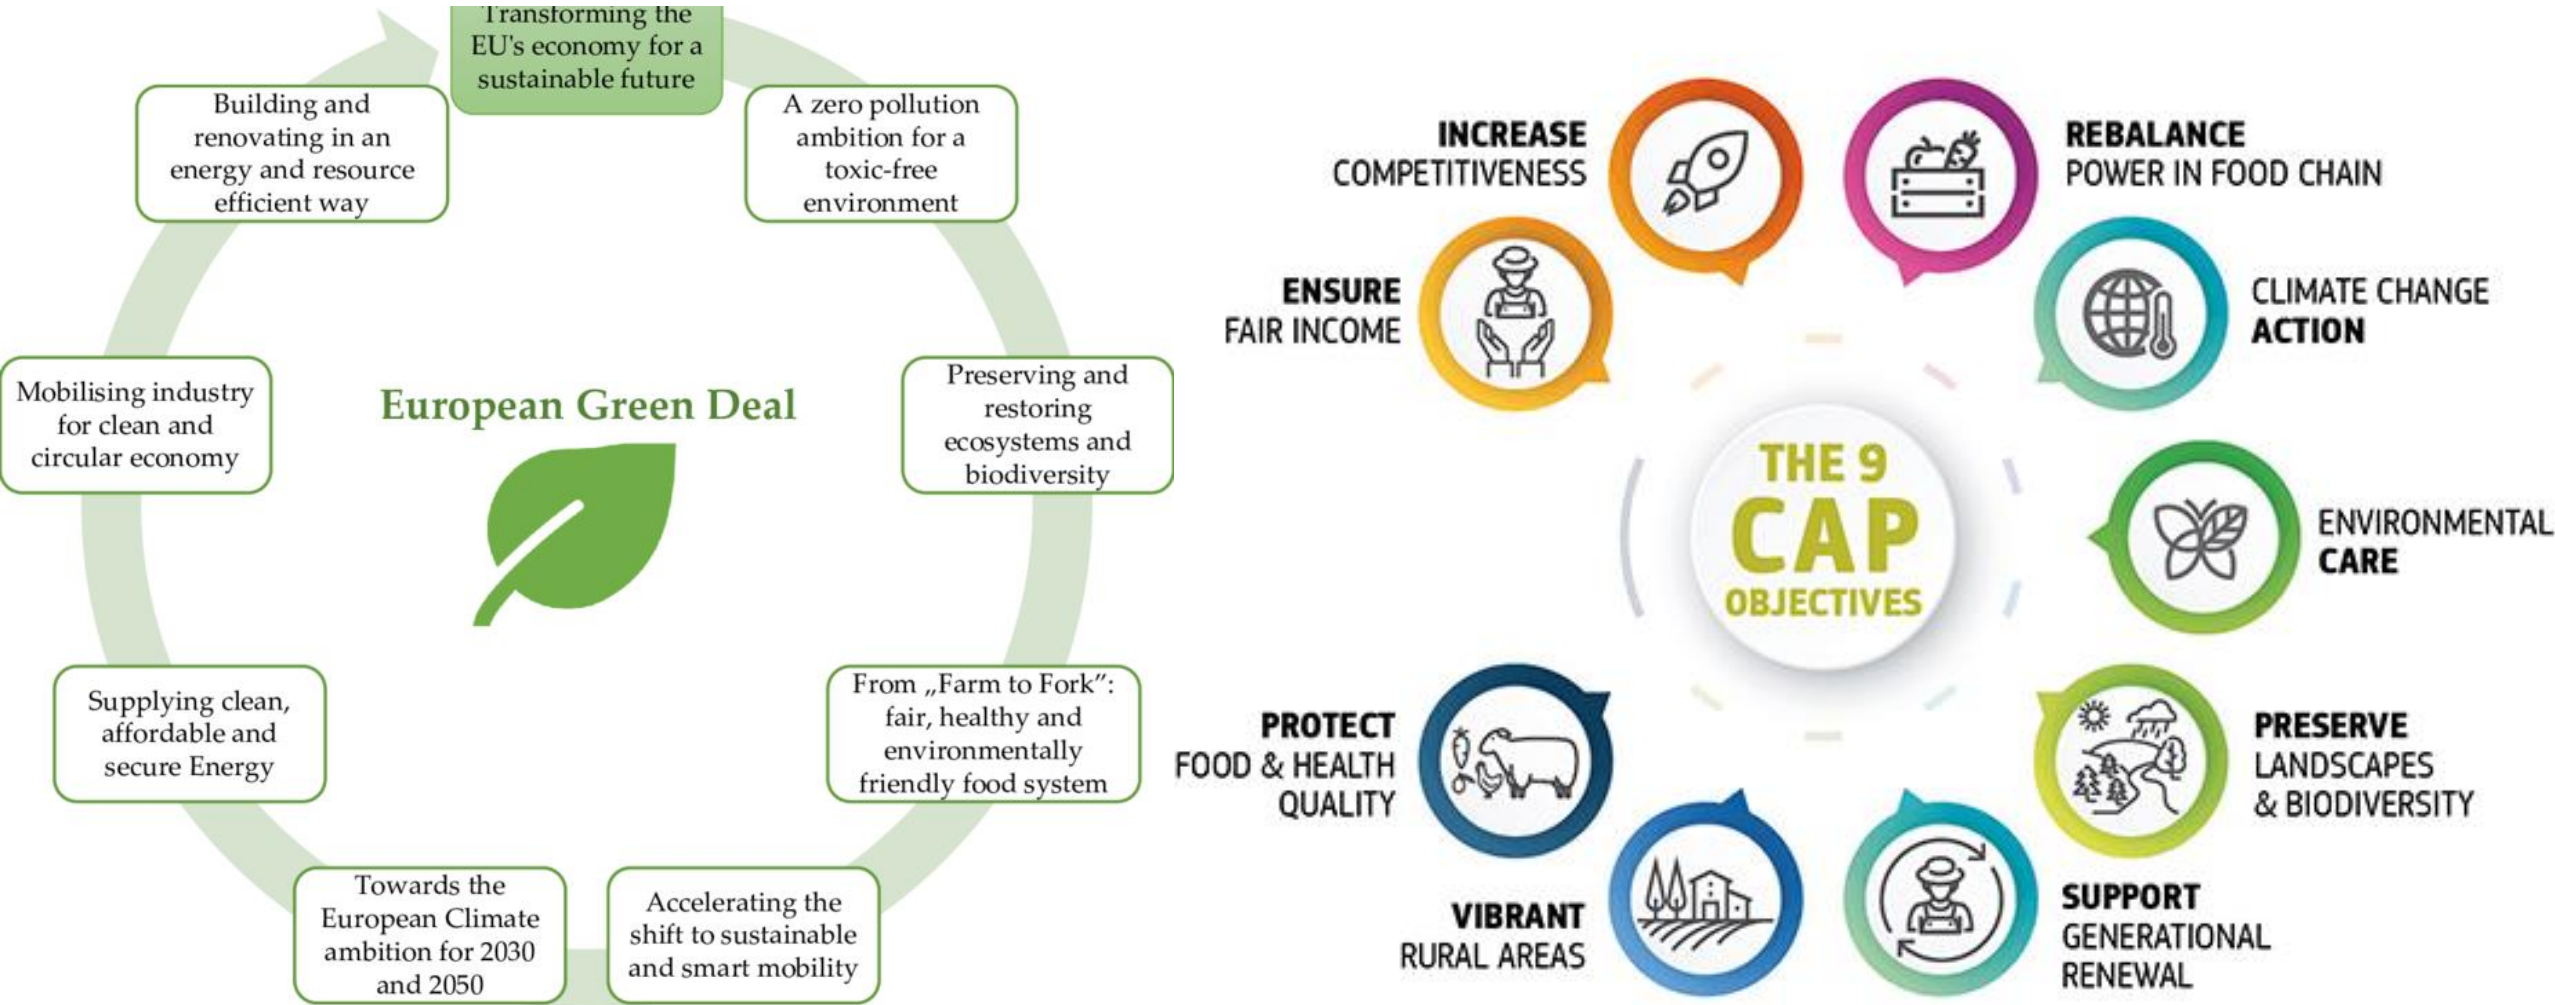 Transforming the
EU's economy for a
sustainable future
A zero pollution
ambition for a
toxic-free
environment
Preserving and
restoring
ecosystems and
biodiversity
From „Farm to Fork”:
fair, healthy and
environmentally
friendly food system
Accelerating the
shift to sustainable
and smart mobility
Towards the
European Climate
ambition for 2030
and 2050
Supplying clean,
affordable and
secure Energy
Mobilising industry
for clean and
circular economy
Building and
renovating in an
energy and resource
efficient way
European Green Deal
THE 9
CAP
OBJECTIVES
INCREASE
COMPETITIVENESS
REBALANCE
POWER IN FOOD CHAIN
CLIMATE CHANGE
ACTION
ENVIRONMENTAL
CARE
PRESERVE
LANDSCAPES
& BIODIVERSITY
SUPPORT
GENERATIONAL
RENEWAL
VIBRANT
RURAL AREAS
PROTECT
FOOD & HEALTH
QUALITY
ENSURE
FAIR INCOME